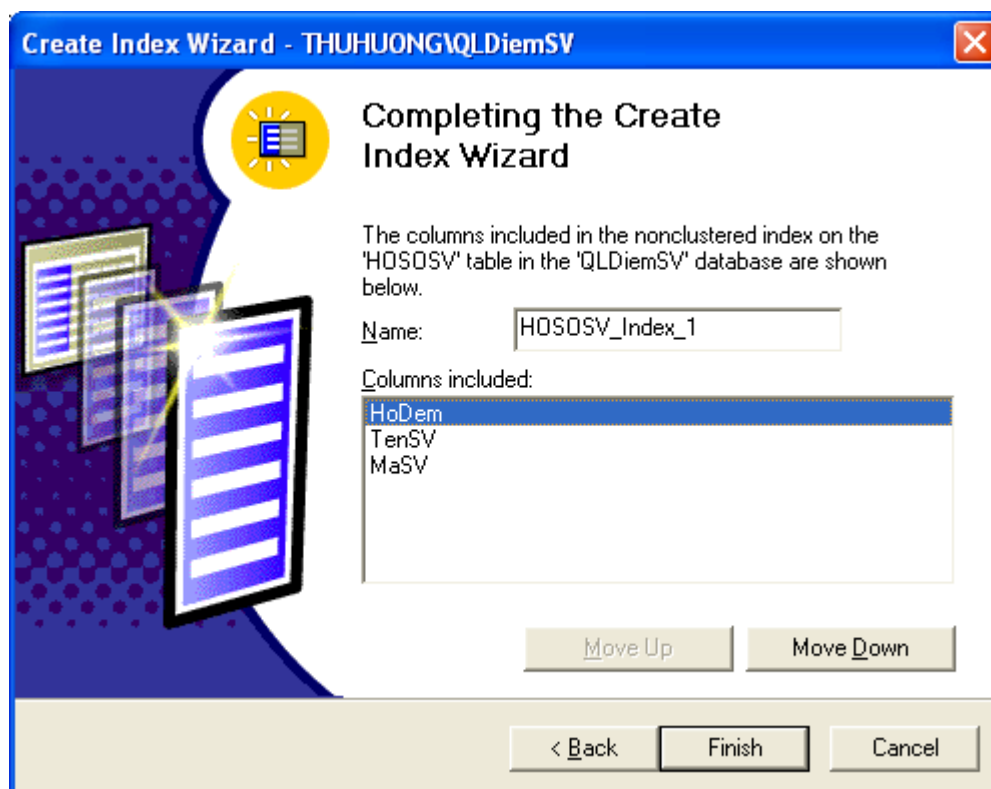 Create Index Wizard - THUHUONG\QLDiemSV
Completing the Create
Index Wizard
The columns included in the nonclustered index on the
'HOSOSV' table in the 'QLDiemSV' database are shown
below.
Name: HOSOSV_Index_1
Columns included:
HoDem
TenSV
MaSV
Move Up Move Down
< Back Finish Cancel